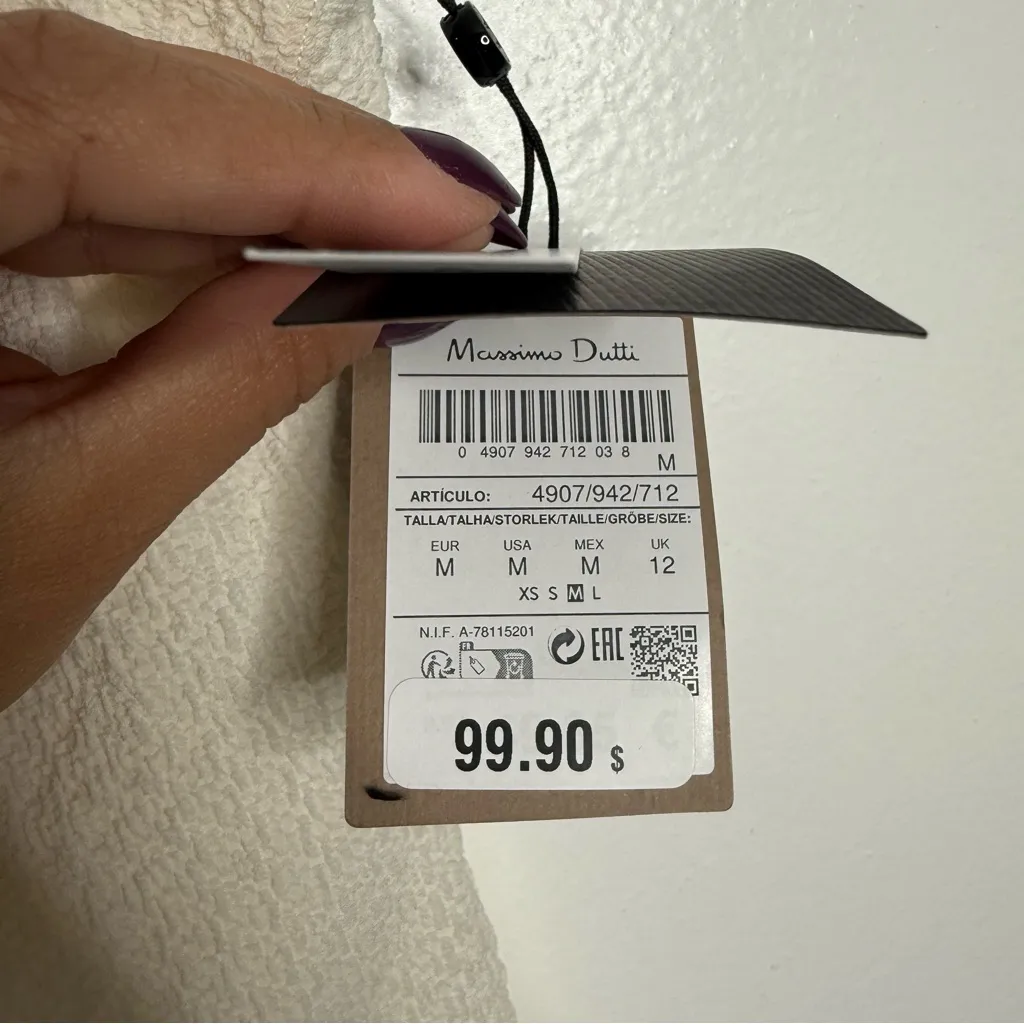 Massimo Dutti
0 4907 942 712 03 8
M
ARTÍCULO: 4907/942/712
TALLA/TALHA/STORLEK/TAILLE/GRÖBE/SIZE:
EUR USA MEX UK
M M M 12
XS S M L
N.I.F. A-78115201
FR
EAC
99.90 $